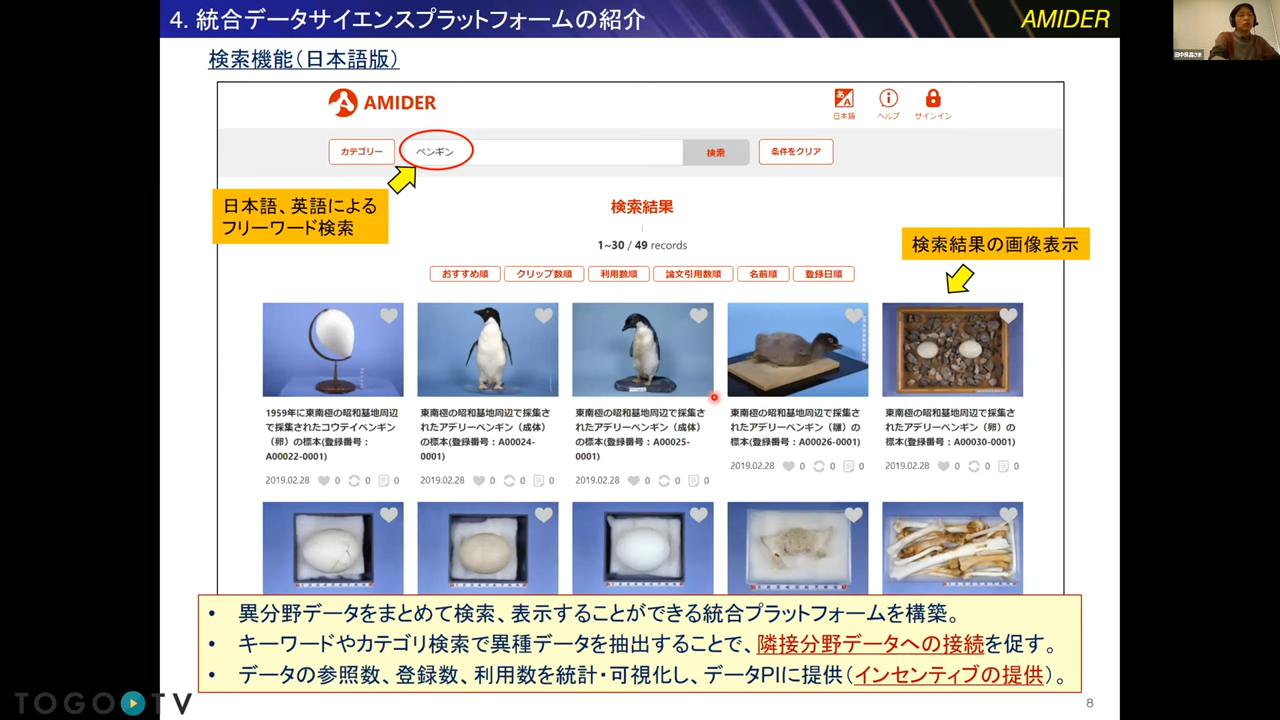 4. 統合データサイエンスプラットフォームの紹介
AMIDER
検索機能（日本語版）
AMIDER
あ/A
日本語
ヘルプ
サインイン
カテゴリー
ペンギン
検索
条件をクリア
日本語、英語による
フリーワード検索
検索結果
1~30 / 49 records
検索結果の画像表示
おすすめ順
クリップ数順
利用数順
論文引用数順
名前順
登録日順
1959年に東南極の昭和基地周辺
で採集されたコウテイペンギン
（卵）の標本(登録番号：
A00022-0001)
2019.02.28 0 0 0
東南極の昭和基地周辺で採集さ
れたアデリーペンギン（成体）
の標本(登録番号：A00024-
0001)
2019.02.28 0 0 0
東南極の昭和基地周辺で採集さ
れたアデリーペンギン（成体）
の標本(登録番号：A00025-
0001)
2019.02.28 0 0 0
東南極の昭和基地周辺で採集さ
れたアデリーペンギン（雛）の
標本(登録番号：A00026-0001)
2019.02.28 0 0 0
東南極の昭和基地周辺で採集さ
れたアデリーペンギン（卵）の
標本(登録番号：A00030-0001)
2019.02.28 0 0 0
• 異分野データをまとめて検索、表示することができる統合プラットフォームを構築。
• キーワードやカテゴリ検索で異種データを抽出することで、隣接分野データへの接続を促す。
• データの参照数、登録数、利用数を統計・可視化し、データPIに提供（インセンティブの提供）。
8
TOGO TV